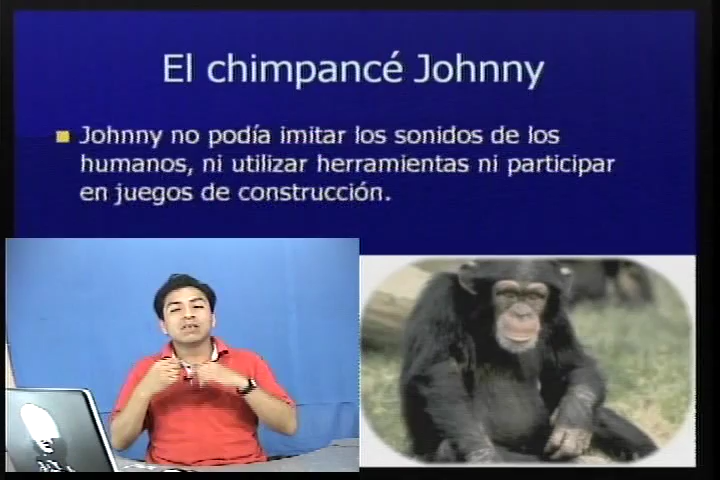 El chimpancé Johnny
Johnny no podía imitar los sonidos de los
humanos, ni utilizar herramientas ni participar
en juegos de construcción.